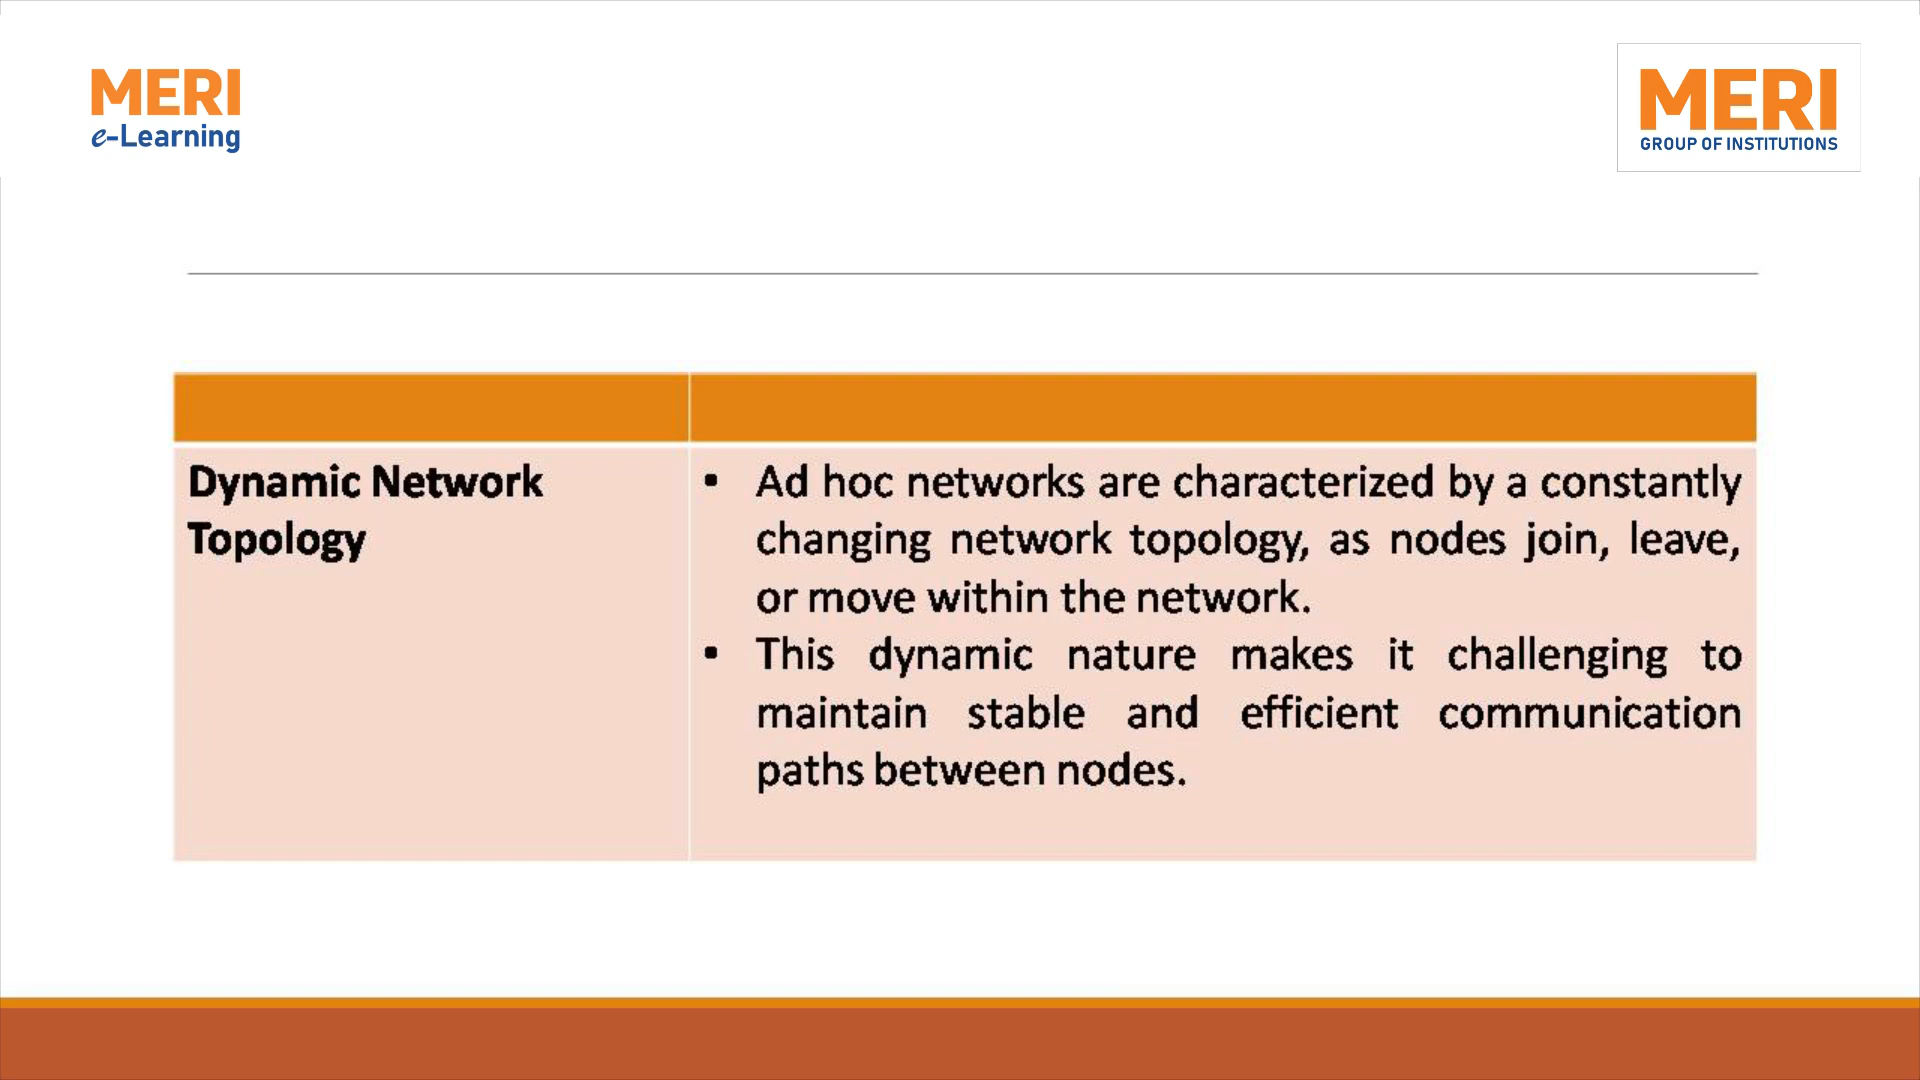 MERI
e-Learning
MERI
GROUP OF INSTITUTIONS
Dynamic Network
Topology
• Ad hoc networks are characterized by a constantly
changing network topology, as nodes join, leave,
or move within the network.
• This dynamic nature makes it challenging to
maintain stable and efficient communication
paths between nodes.